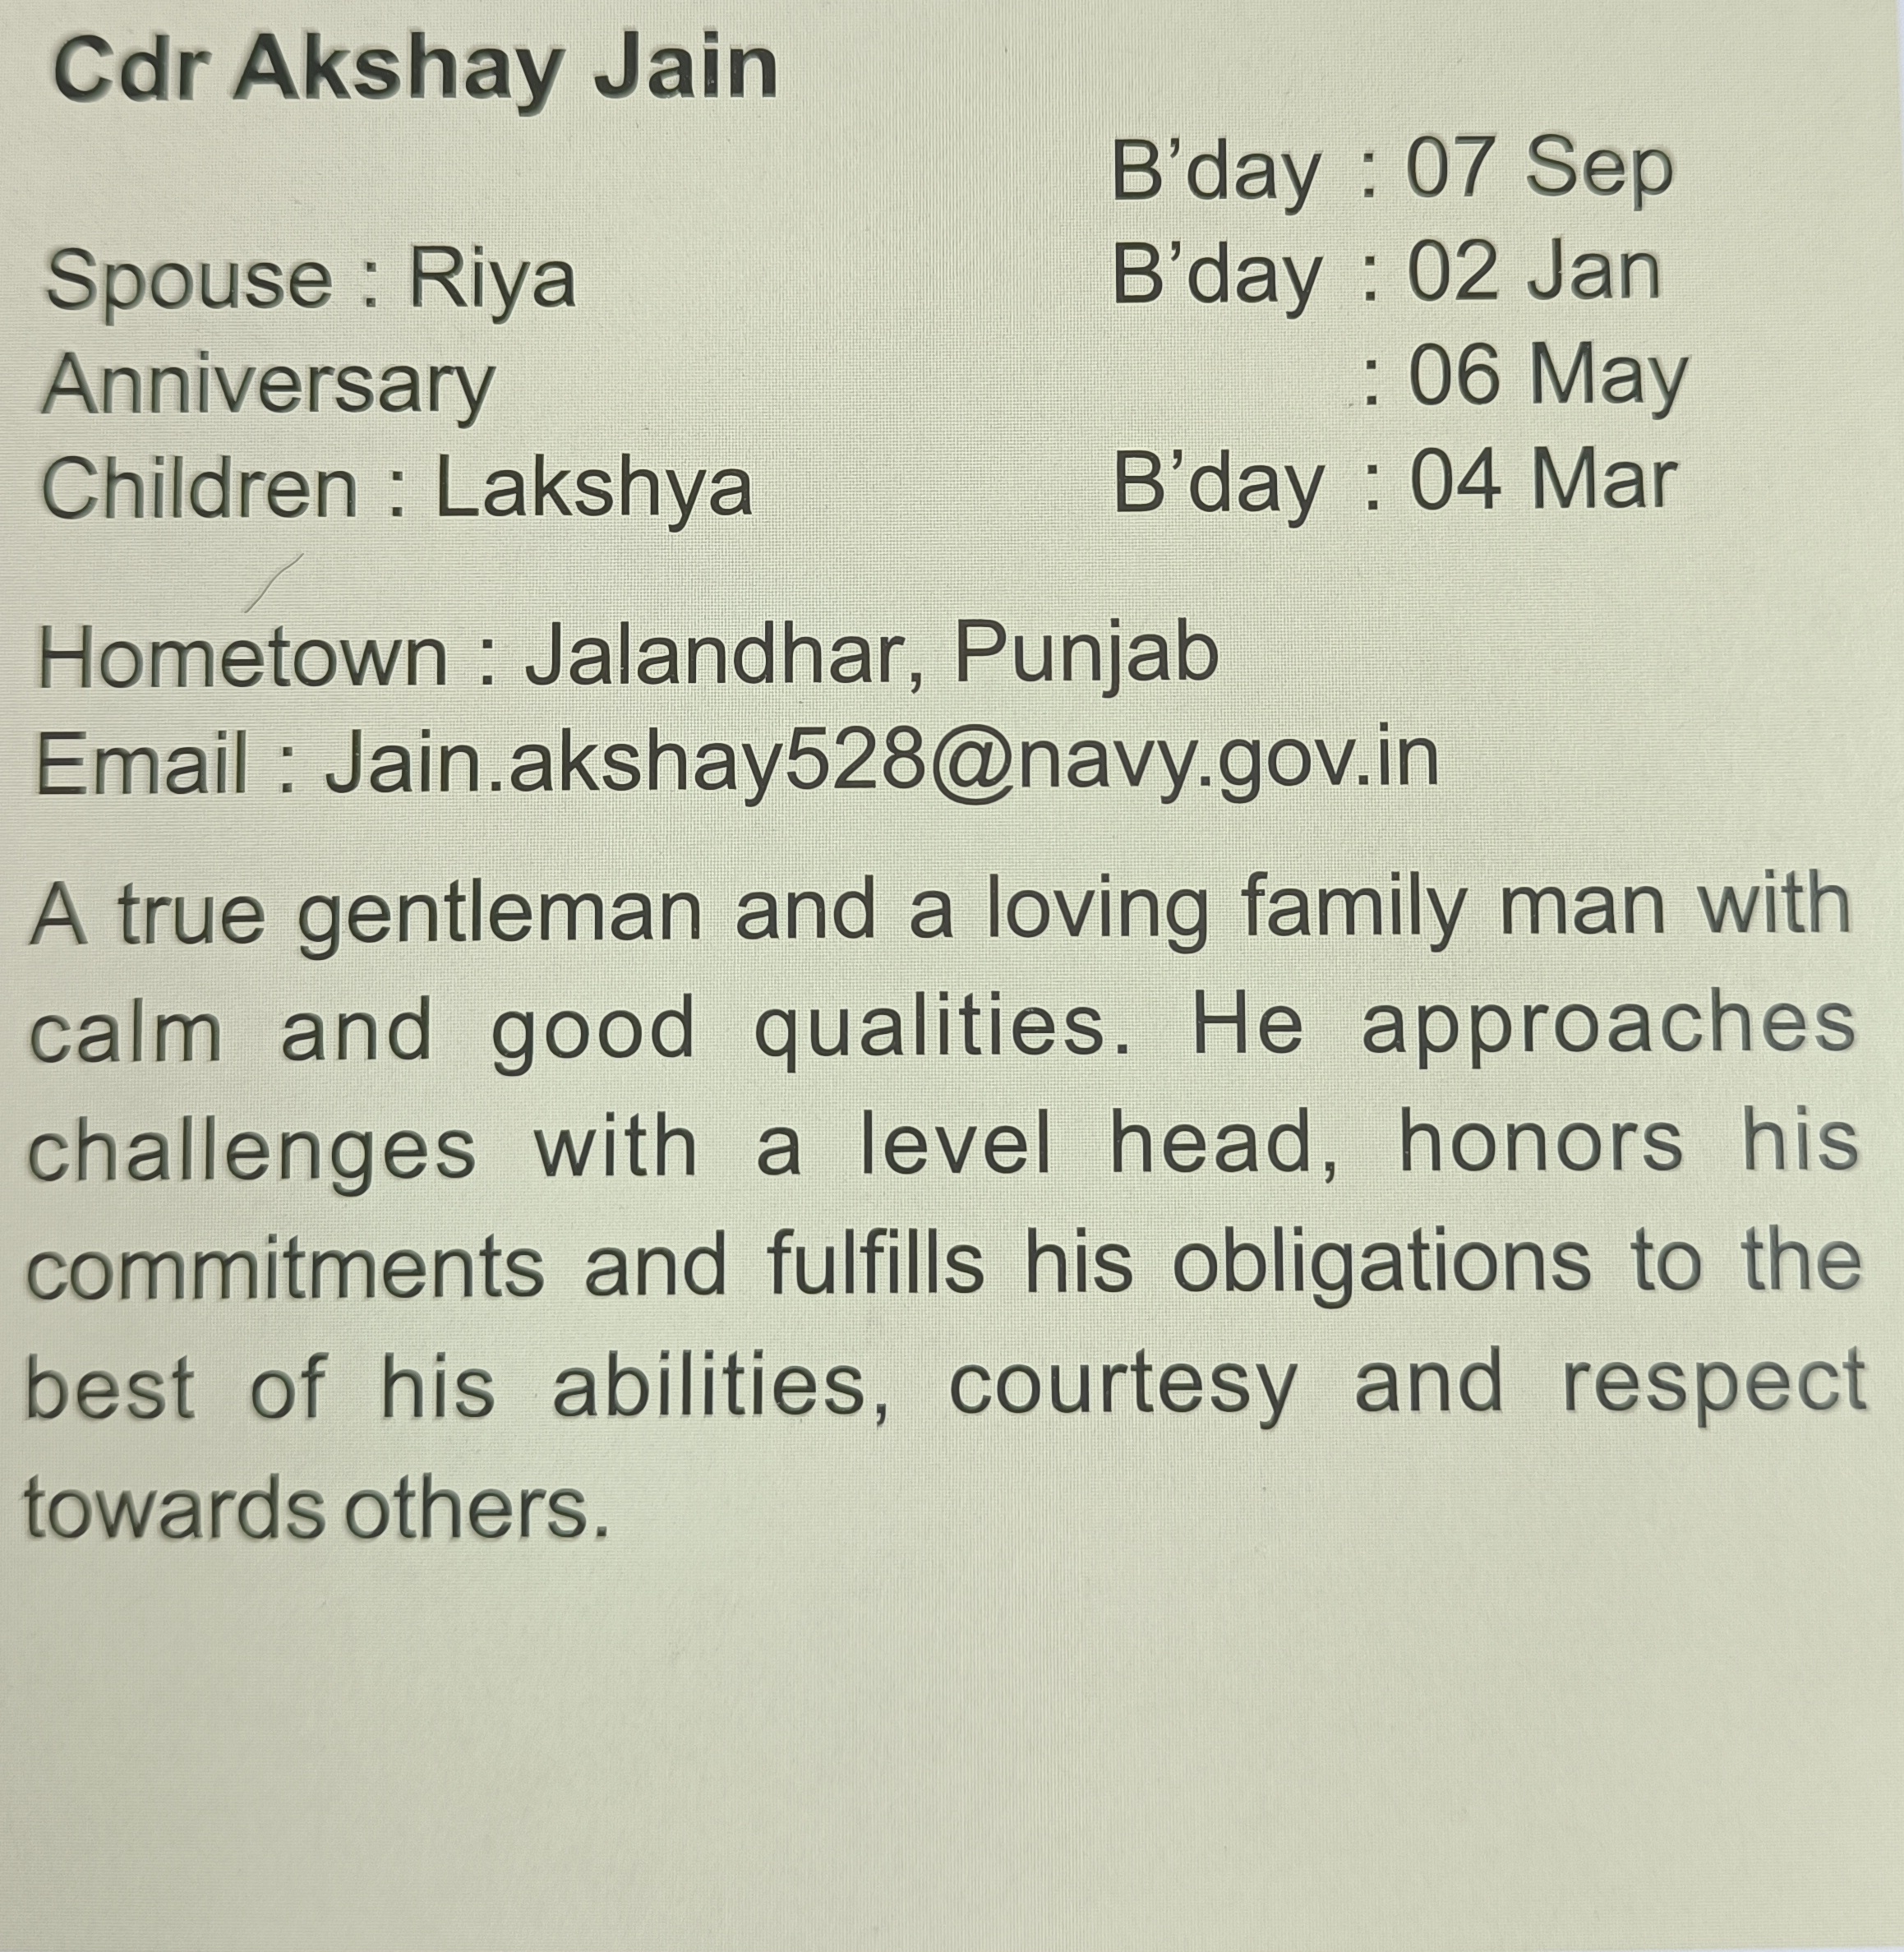 Cdr Akshay Jain
B’day : 07 Sep
Spouse : Riya B’day : 02 Jan
Anniversary : 06 May
Children : Lakshya B’day : 04 Mar
Hometown : Jalandhar, Punjab
Email : Jain.akshay528@navy.gov.in
A true gentleman and a loving family man with
calm and good qualities. He approaches
challenges with a level head, honors his
commitments and fulfills his obligations to the
best of his abilities, courtesy and respect
towards others.